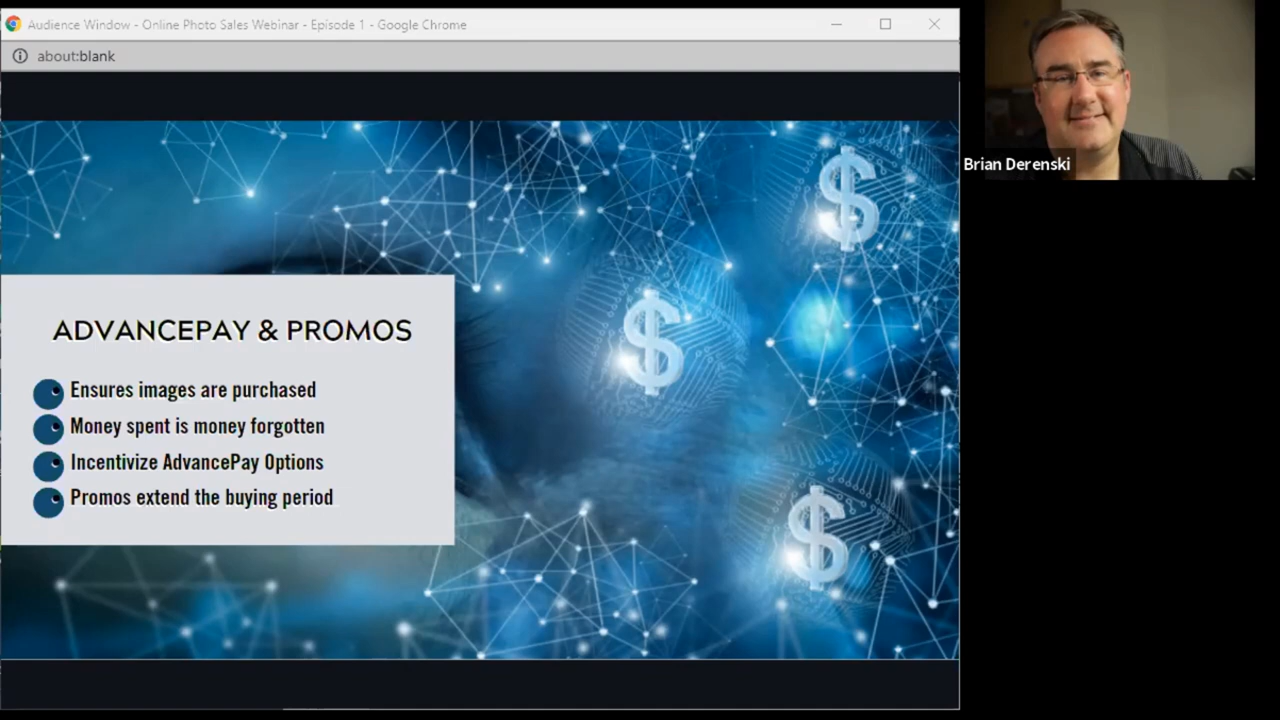 Audience Window - Online Photo Sales Webinar - Episode 1 - Google Chrome
about:blank
Brian Derenski
ADVANCEPAY & PROMOS
Ensures images are purchased
Money spent is money forgotten
Incentivize AdvancePay Options
Promos extend the buying period
$
$
$